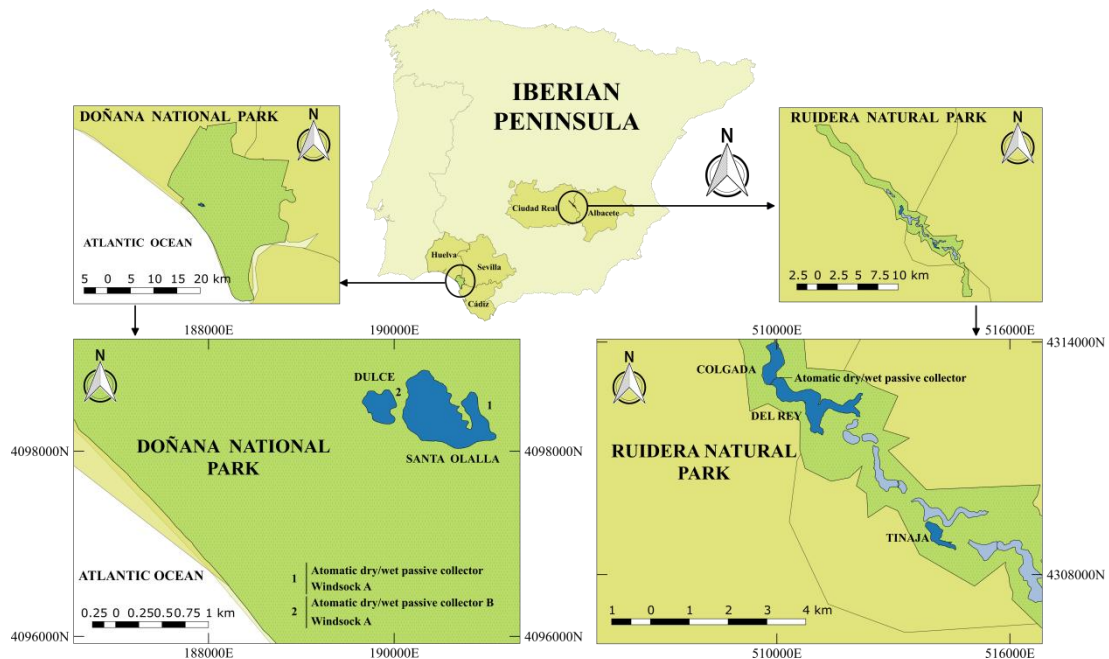 IBERIAN
PENINSULA
N
Ciudad Real
Albacete
Huelva
Sevilla
Cádiz
DOÑANA NATIONAL
PARK
N
ATLANTIC OCEAN
5 0 5 10 15 20 km
RUIDERA NATURAL PARK
N
2.5 0 2.5 5 7.5 10 km
188000E
190000E
N
DULCE
2
1
SANTA OLALLA
4098000N
4098000N
DOÑANA NATIONAL
PARK
ATLANTIC OCEAN
1
Atomatic dry/wet passive collector
Windsock A
2
Atomatic dry/wet passive collector B
Windsock A
0.25 0 0.250.50.75 1 km
4096000N
4096000N
510000E
516000E
4314000N
N
COLGADA
Atomatic dry/wet passive collector
DEL REY
RUIDERA NATURAL
PARK
TINAJA
4308000N
1 0 1 2 3 4 km
510000E
516000E
188000E
190000E